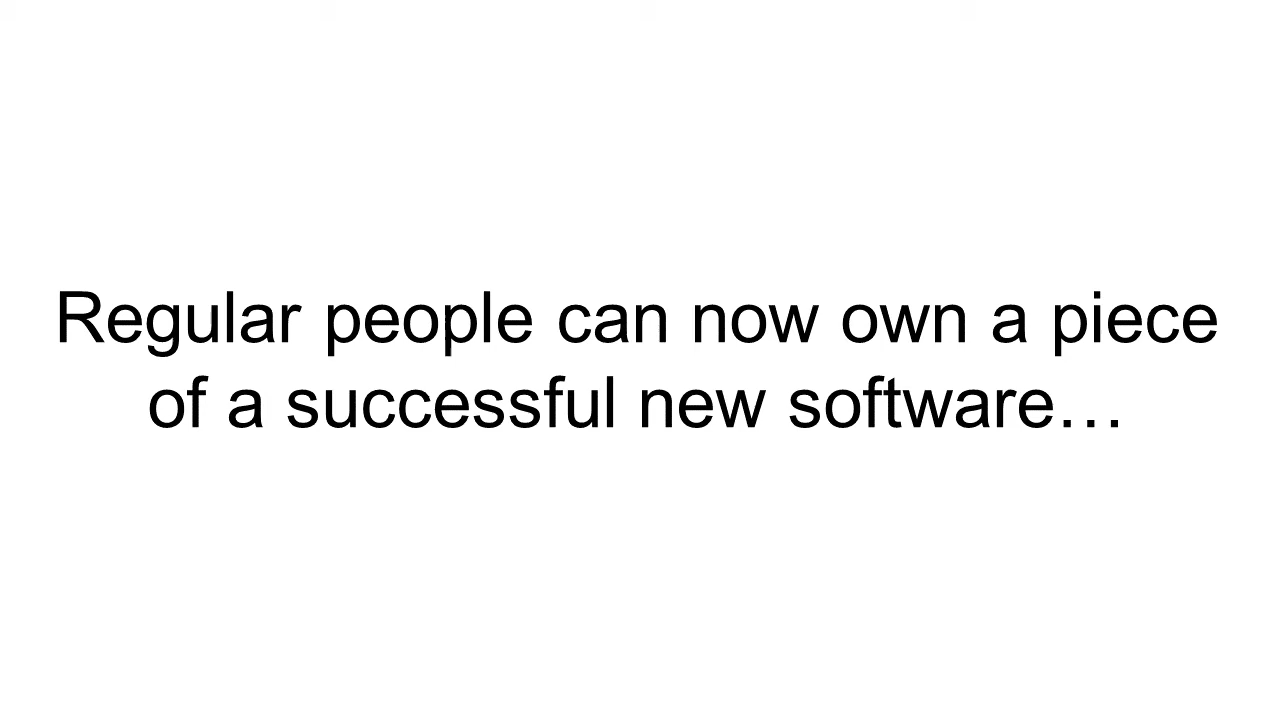 Regular people can now own a piece
of a successful new software…